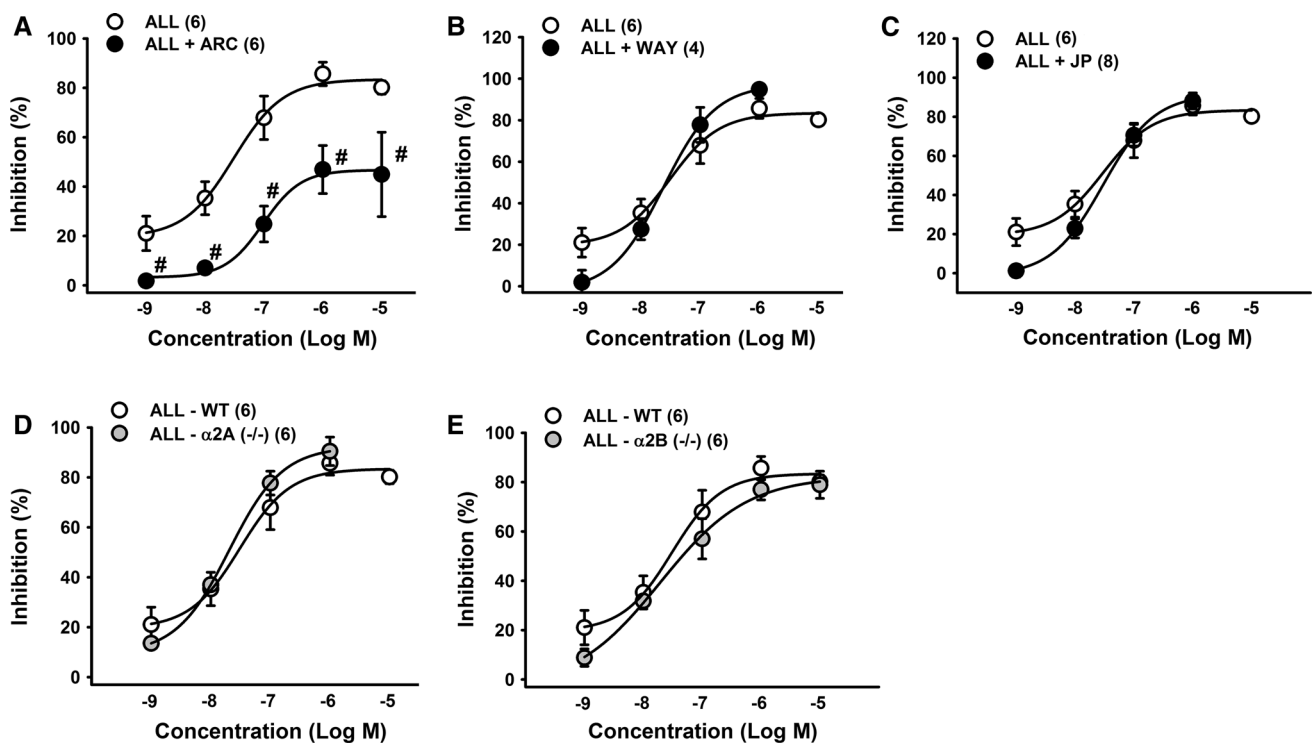 A
ALL (6)
ALL + ARC (6)
100
80
60
40
20
0
Inhibition (%)
#
#
#
#
#
-9 -8 -7 -6 -5
Concentration (Log M)
B
ALL (6)
ALL + WAY (4)
120
100
80
60
40
20
0
Inhibition (%)
-9 -8 -7 -6 -5
Concentration (Log M)
C
ALL (6)
ALL + JP (8)
120
100
80
60
40
20
0
Inhibition (%)
-9 -8 -7 -6 -5
Concentration (Log M)
D
ALL - WT (6)
ALL - α2A (-/-) (6)
100
80
60
40
20
0
Inhibition (%)
-9 -8 -7 -6 -5
Concentration (Log M)
E
ALL - WT (6)
ALL - α2B (-/-) (6)
100
80
60
40
20
0
Inhibition (%)
-9 -8 -7 -6 -5
Concentration (Log M)